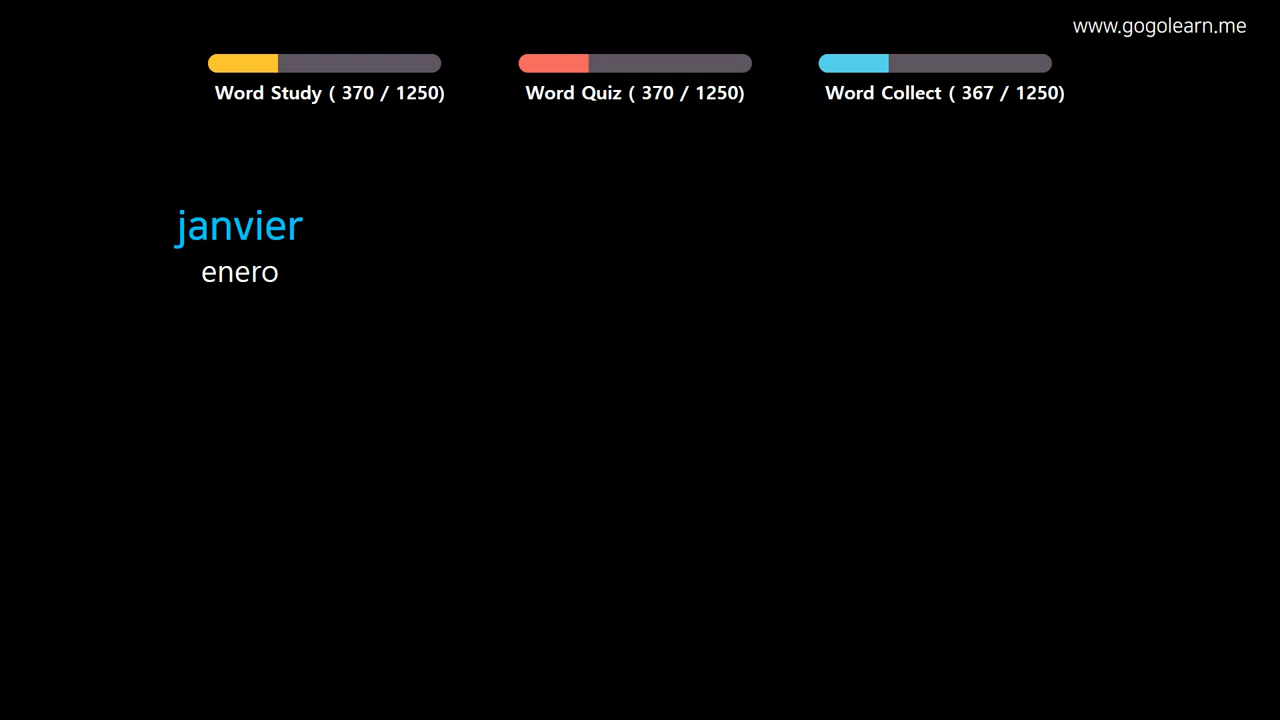 www.gogolearn.me
Word Study ( 370 / 1250)
Word Quiz ( 370 / 1250)
Word Collect ( 367 / 1250)
janvier
enero